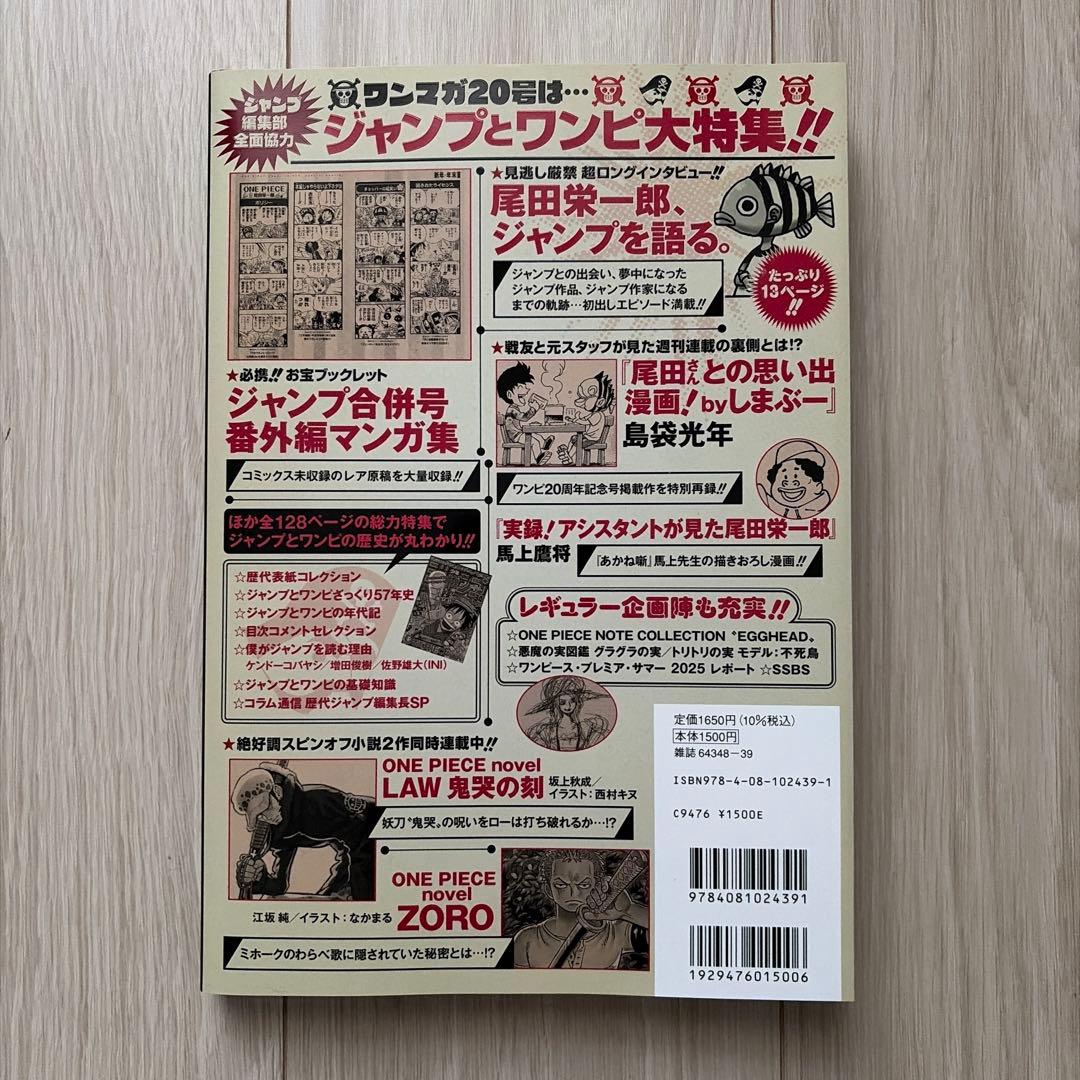 ジャンプ
編集部
全面協力
ワンマガ20号は…
ジャンプとワンピ大特集!!
ONE PIECE
ポリシー
★必携!! お宝ブックレット
ジャンプ合併号
番外編マンガ集
コミックス未収録のレア原稿を大量収録!!
★見逃し厳禁 超ロングインタビュー!!
尾田栄一郎、
ジャンプを語る。
ジャンプとの出会い、夢中になった
ジャンプ作品、ジャンプ作家になる
までの軌跡…初出しエピソード満載!!
たっぷり
13ページ
!!
★戦友と元スタッフが見た週刊連載の裏側とは!?
『尾田さんとの思い出
漫画!byしまぶー』
島袋光年
ワンピ20周年記念号掲載作を特別再録!!
『実録!アシスタントが見た尾田栄一郎』
馬上鷹将
『あかね噺』馬上先生の描きおろし漫画!!
ほか全128ページの総力特集で
ジャンプとワンピの歴史が丸わかり!!
☆歴代表紙コレクション
☆ジャンプとワンピざっくり57年史
☆ジャンプとワンピの年代記
☆目次コメントセレクション
☆僕がジャンプを読む理由
ケンドーコバヤシ/増田俊樹/佐野雄大(INI)
☆ジャンプとワンピの基礎知識
☆コラム通信 歴代ジャンプ編集長SP
レギュラー企画陣も充実!!
☆ONE PIECE NOTE COLLECTION 〝EGGHEAD〟
☆悪魔の実図鑑 グラグラの実/トリトリの実 モデル:不死鳥
☆ワンピース・プレミア・サマー 2025 レポート ☆SSBS
★絶好調スピンオフ小説2作同時連載中!!
ONE PIECE novel
LAW 鬼哭の刻
坂上秋成/
イラスト:西村キヌ
妖刀〝鬼哭〟の呪いをローは打ち破れるか…!?
ONE PIECE
novel
ZORO
江坂 純/イラスト:なかまる
ミホークのわらべ歌に隠されていた秘密とは…!?
定価1650円(10%税込)
本体1500円
雑誌 64348-39
ISBN978-4-08-102439-1
C9476 ¥1500E
9784081024391
1929476015006